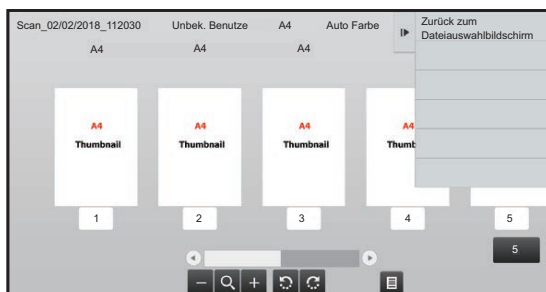 Scan_02/02/2018_112030 Unbek. Benutze A4 Auto Farbe
Zurück zum
Dateiauswahlbildschirm
A4 A4 A4
A4 A4 A4 A4
Thumbnail Thumbnail Thumbnail Thumb
1 2 3 4 5
5